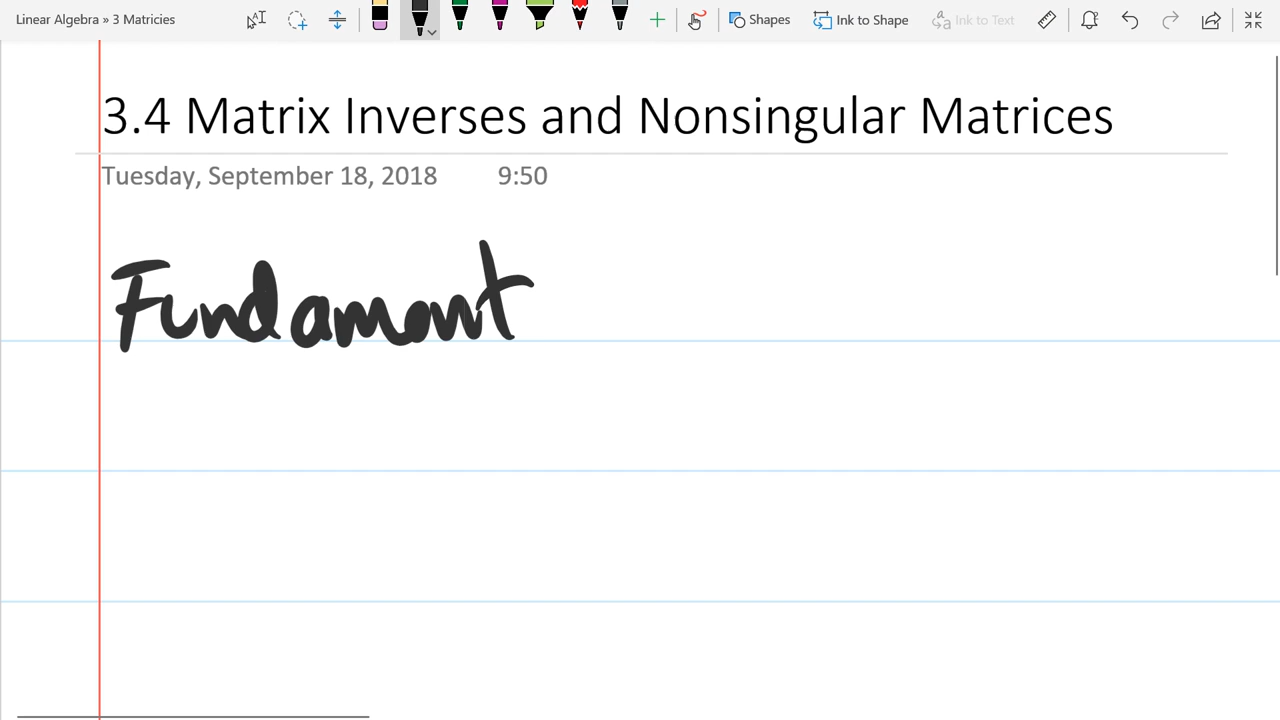 Linear Algebra » 3 Matricies
Shapes
Ink to Shape
Ink to Text
3.4 Matrix Inverses and Nonsingular Matrices
Tuesday, September 18, 2018 9:50
Fundament